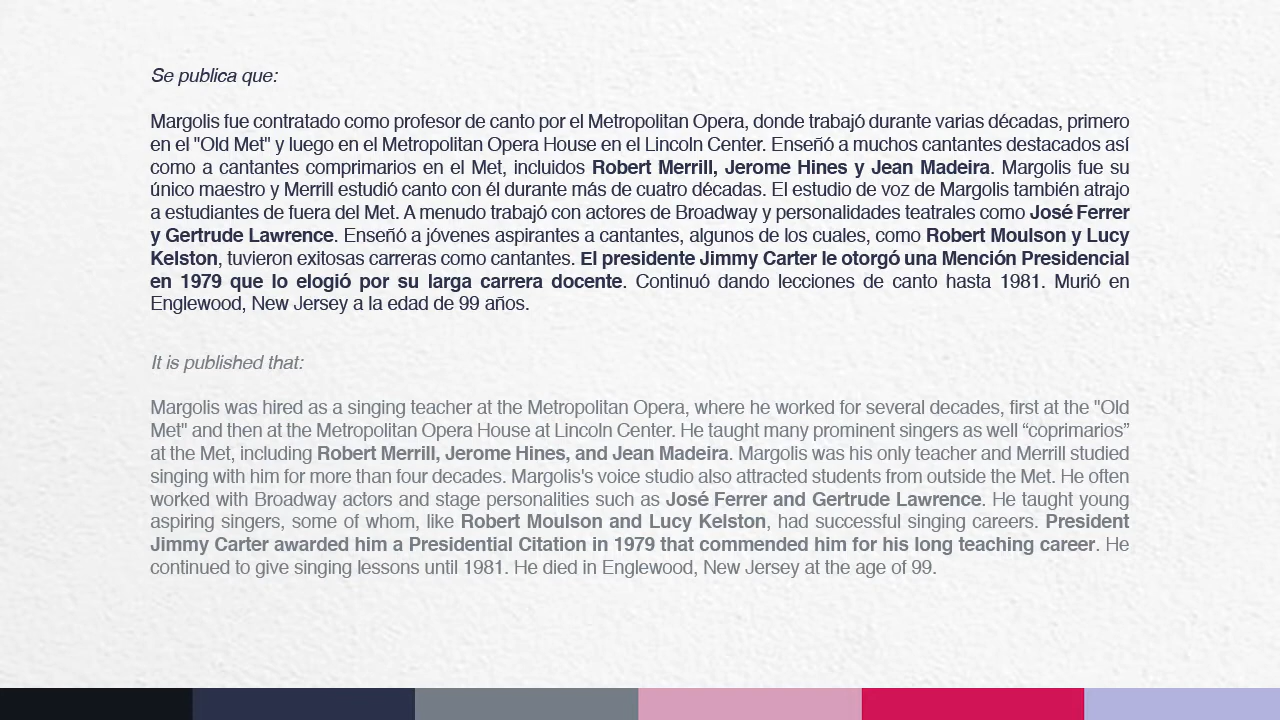 Se publica que:
Margolis fue contratado como profesor de canto por el Metropolitan Opera, donde trabajó durante varias décadas, primero
en el "Old Met" y luego en el Metropolitan Opera House en el Lincoln Center. Enseñó a muchos cantantes destacados así
como a cantantes comprimarios en el Met, incluidos Robert Merrill, Jerome Hines y Jean Madeira. Margolis fue su
único maestro y Merrill estudió canto con él durante más de cuatro décadas. El estudio de voz de Margolis también atrajo
a estudiantes de fuera del Met. A menudo trabajó con actores de Broadway y personalidades teatrales como José Ferrer
y Gertrude Lawrence. Enseñó a jóvenes aspirantes a cantantes, algunos de los cuales, como Robert Moulson y Lucy
Kelston, tuvieron exitosas carreras como cantantes. El presidente Jimmy Carter le otorgó una Mención Presidencial
en 1979 que lo elogió por su larga carrera docente. Continuó dando lecciones de canto hasta 1981. Murió en
Englewood, New Jersey a la edad de 99 años.
It is published that:
Margolis was hired as a singing teacher at the Metropolitan Opera, where he worked for several decades, first at the "Old
Met" and then at the Metropolitan Opera House at Lincoln Center. He taught many prominent singers as well “coprimarios”
at the Met, including Robert Merrill, Jerome Hines, and Jean Madeira. Margolis was his only teacher and Merrill studied
singing with him for more than four decades. Margolis's voice studio also attracted students from outside the Met. He often
worked with Broadway actors and stage personalities such as José Ferrer and Gertrude Lawrence. He taught young
aspiring singers, some of whom, like Robert Moulson and Lucy Kelston, had successful singing careers. President
Jimmy Carter awarded him a Presidential Citation in 1979 that commended him for his long teaching career. He
continued to give singing lessons until 1981. He died in Englewood, New Jersey at the age of 99.